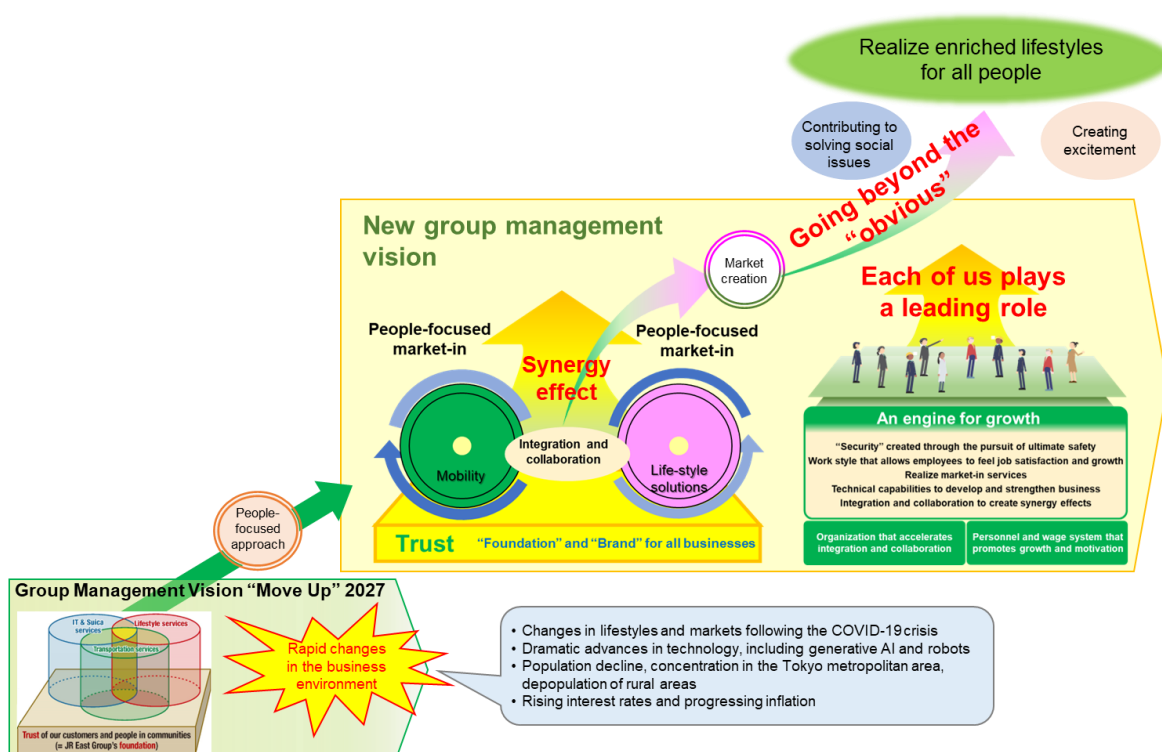 Realize enriched lifestyles
for all people
Contributing to
solving social
issues
Creating
excitement
Going beyond the
“obvious”
New group management
vision
Market
creation
Each of us plays
a leading role
People-focused
market-in
People-focused
market-in
Synergy
effect
Integration and
collaboration
Mobility
Life-style
solutions
Trust
“Foundation” and “Brand” for all businesses
An engine for growth
“Security” created through the pursuit of ultimate safety
Work style that allows employees to feel job satisfaction and growth
Realize market-in services
Technical capabilities to develop and strengthen business
Integration and collaboration to create synergy effects
Organization that accelerates
integration and collaboration
Personnel and wage system that
promotes growth and motivation
People-
focused
approach
Group Management Vision “Move Up” 2027
IT & Suica
services
Lifestyle services
Transportation services
Trust of our customers and people in communities
(= JR East Group's foundation)
Rapid changes
in the business
environment
• Changes in lifestyles and markets following the COVID-19 crisis
• Dramatic advances in technology, including generative AI and robots
• Population decline, concentration in the Tokyo metropolitan area,
depopulation of rural areas
• Rising interest rates and progressing inflation